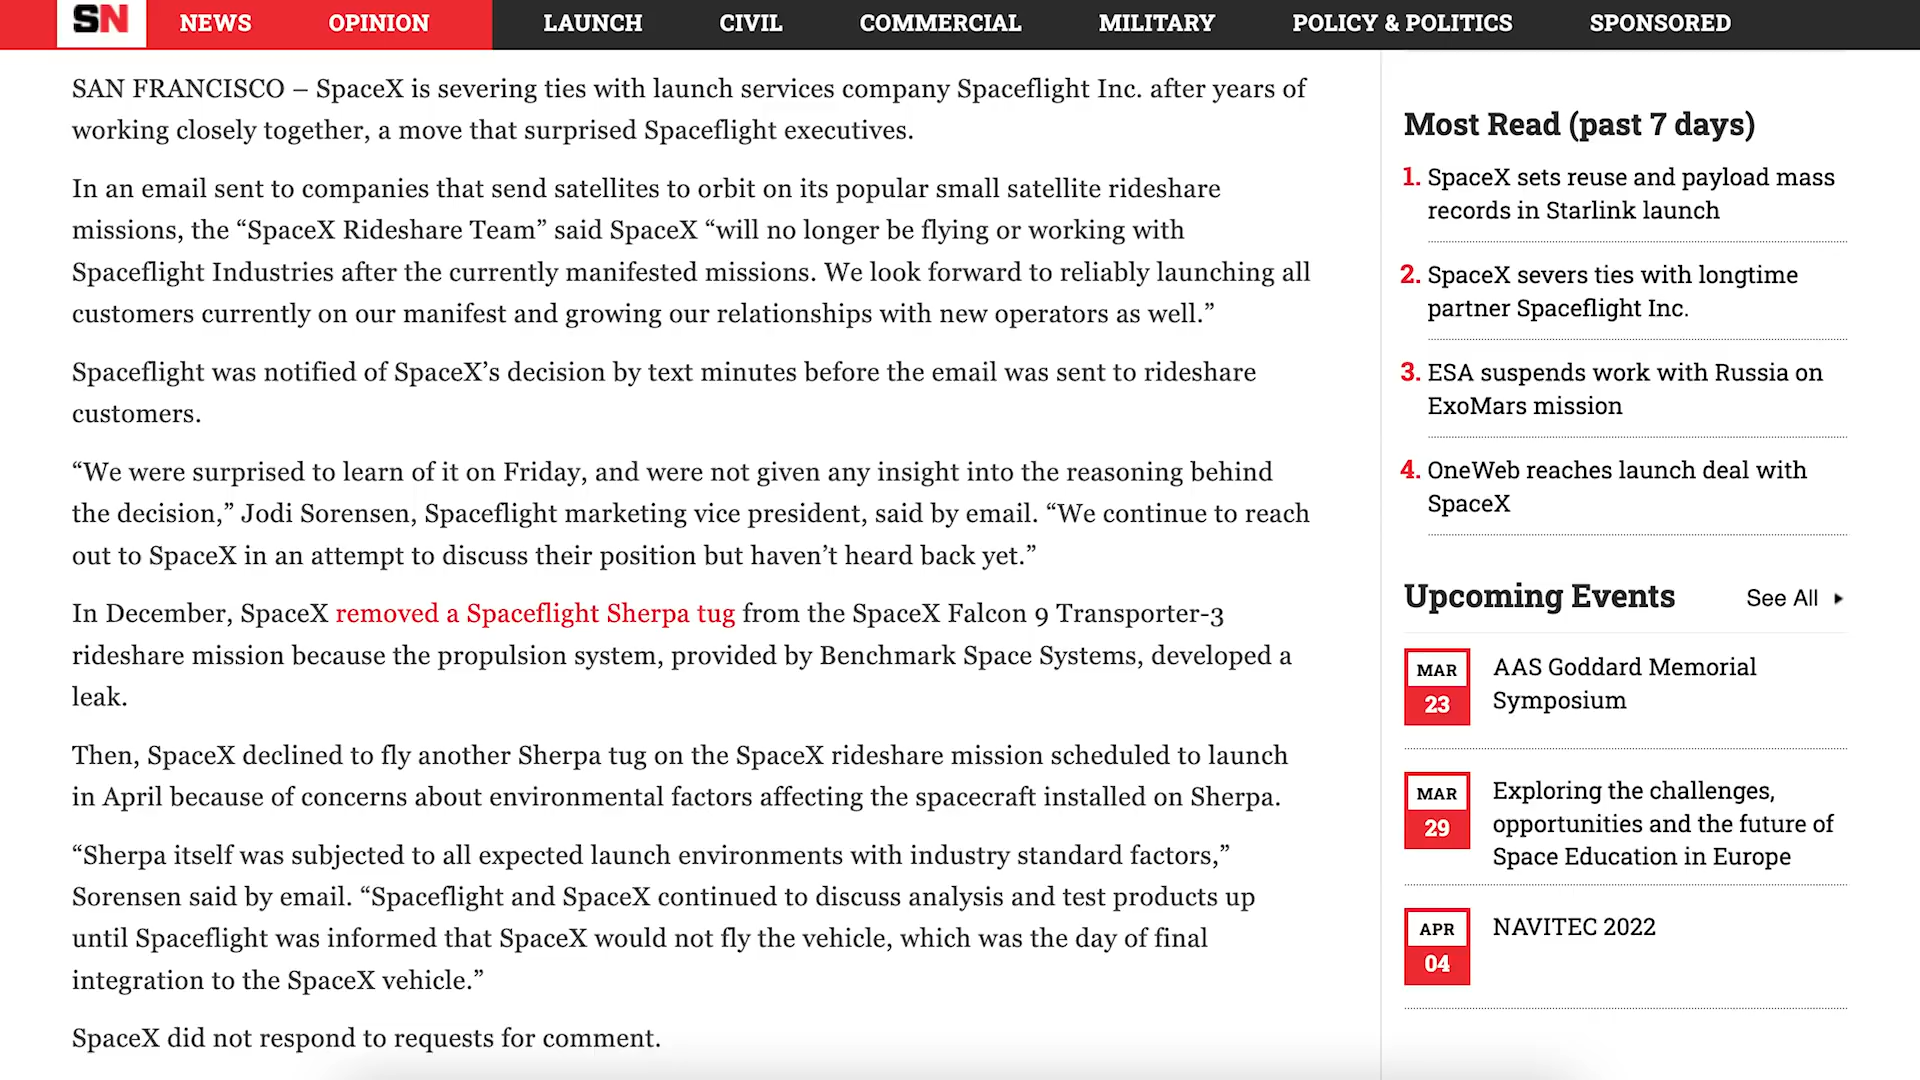 SN NEWS OPINION LAUNCH CIVIL COMMERCIAL MILITARY POLICY & POLITICS SPONSORED
SAN FRANCISCO – SpaceX is severing ties with launch services company Spaceflight Inc. after years of
working closely together, a move that surprised Spaceflight executives.
In an email sent to companies that send satellites to orbit on its popular small satellite rideshare
missions, the “SpaceX Rideshare Team” said SpaceX “will no longer be flying or working with
Spaceflight Industries after the currently manifested missions. We look forward to reliably launching all
customers currently on our manifest and growing our relationships with new operators as well.”
Spaceflight was notified of SpaceX’s decision by text minutes before the email was sent to rideshare
customers.
“We were surprised to learn of it on Friday, and were not given any insight into the reasoning behind
the decision,” Jodi Sorensen, Spaceflight marketing vice president, said by email. “We continue to reach
out to SpaceX in an attempt to discuss their position but haven’t heard back yet.”
In December, SpaceX removed a Spaceflight Sherpa tug from the SpaceX Falcon 9 Transporter-3
rideshare mission because the propulsion system, provided by Benchmark Space Systems, developed a
leak.
Then, SpaceX declined to fly another Sherpa tug on the SpaceX rideshare mission scheduled to launch
in April because of concerns about environmental factors affecting the spacecraft installed on Sherpa.
“Sherpa itself was subjected to all expected launch environments with industry standard factors,”
Sorensen said by email. “Spaceflight and SpaceX continued to discuss analysis and test products up
until Spaceflight was informed that SpaceX would not fly the vehicle, which was the day of final
integration to the SpaceX vehicle.”
SpaceX did not respond to requests for comment.
Most Read (past 7 days)
1. SpaceX sets reuse and payload mass
records in Starlink launch
2. SpaceX severs ties with longtime
partner Spaceflight Inc.
3. ESA suspends work with Russia on
ExoMars mission
4. OneWeb reaches launch deal with
SpaceX
Upcoming Events See All
MAR
23
AAS Goddard Memorial
Symposium
MAR
29
Exploring the challenges,
opportunities and the future of
Space Education in Europe
APR
04
NAVITEC 2022